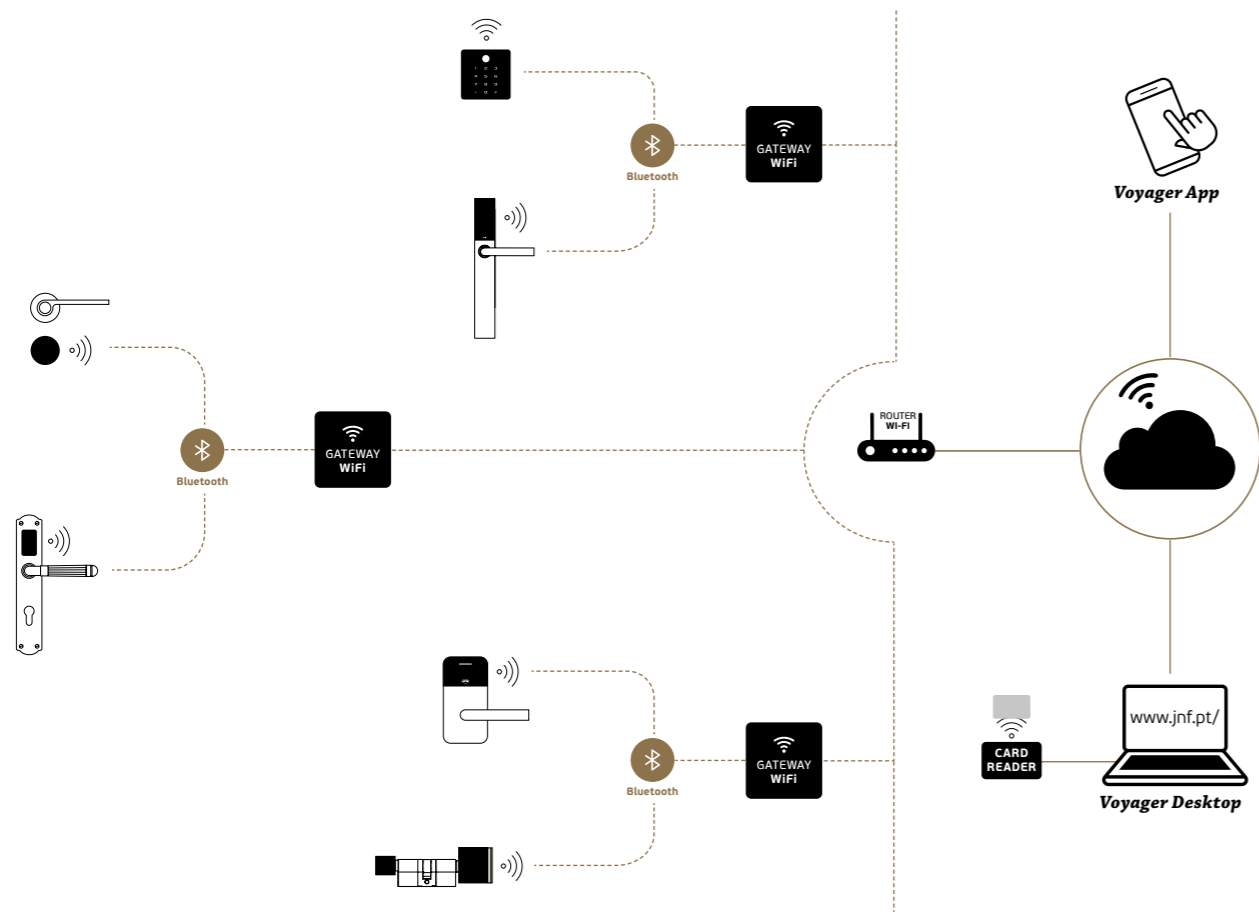 GATEWAY
WiFi
Bluetooth
Voyager App
ROUTER
WI-FI
GATEWAY
WiFi
Bluetooth
www.jnf.pt/
CARD
READER
GATEWAY
WiFi
Bluetooth
Voyager Desktop